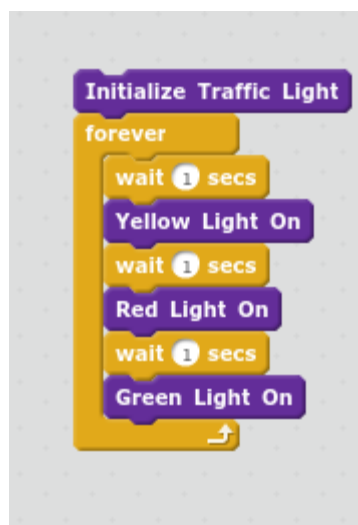 Initialize Traffic Light
forever
wait 1 secs
Yellow Light On
wait 1 secs
Red Light On
wait 1 secs
Green Light On